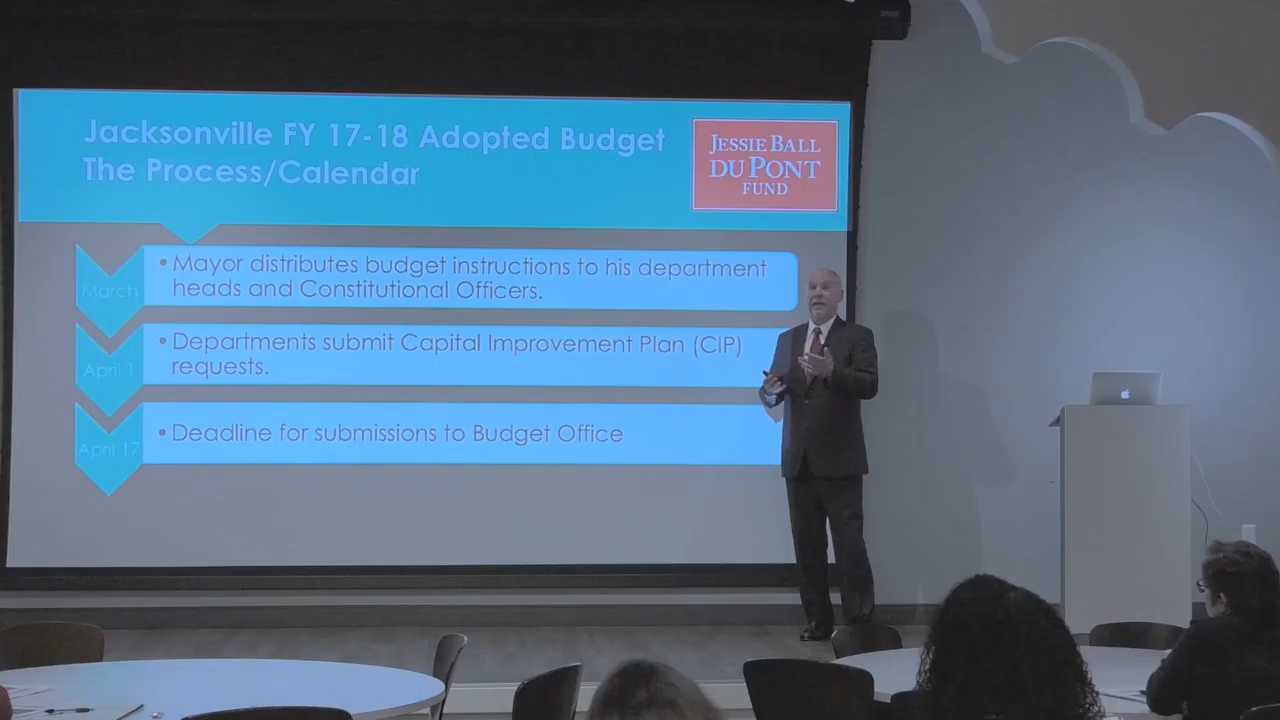 Jacksonville FY 17-18 Adopted Budget
The Process/Calendar
JESSIE BALL
DU PONT
FUND
March
• Mayor distributes budget instructions to his department
heads and Constitutional Officers.
April 1
• Departments submit Capital Improvement Plan (CIP)
requests.
April 17
• Deadline for submissions to Budget Office